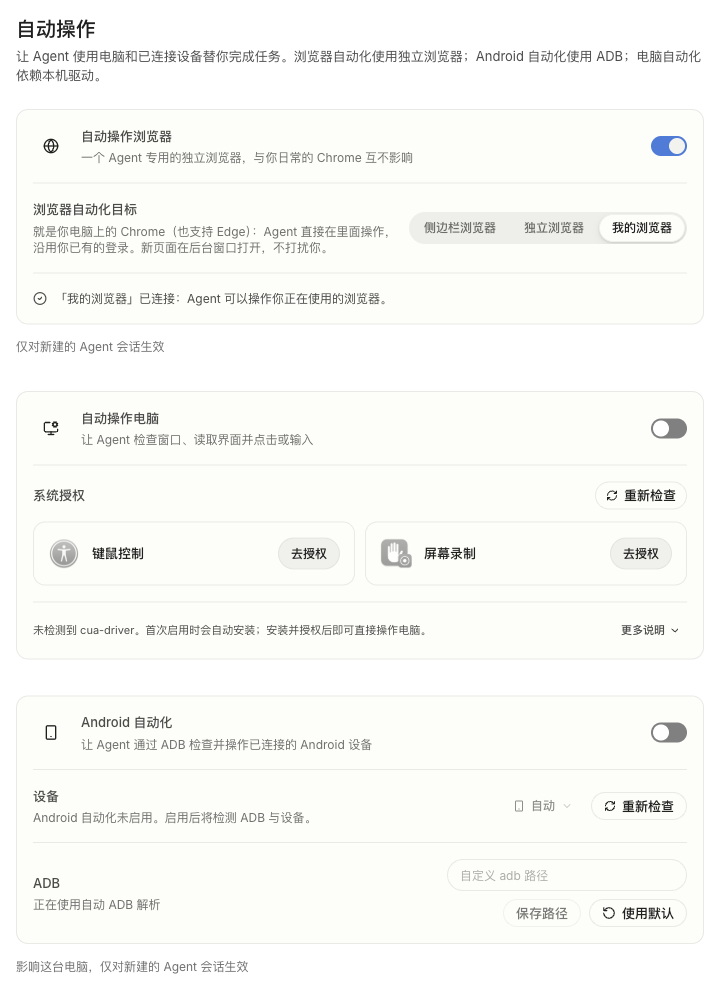 自动操作
让 Agent 使用电脑和已连接设备替你完成任务。浏览器自动化使用独立浏览器；Android 自动化使用 ADB；电脑自动化
依赖本机驱动。
自动操作浏览器
一个 Agent 专用的独立浏览器，与你日常的 Chrome 互不影响
浏览器自动化目标
就是你电脑上的 Chrome（也支持 Edge）：Agent 直接在里面操作，
沿用你已有的登录。新页面在后台窗口打开，不打扰你。
侧边栏浏览器
独立浏览器
我的浏览器
「我的浏览器」已连接：Agent 可以操作你正在使用的浏览器。
仅对新建的 Agent 会话生效
自动操作电脑
让 Agent 检查窗口、读取界面并点击或输入
系统授权
重新检查
键鼠控制
去授权
屏幕录制
去授权
未检测到 cua-driver。首次启用时会自动安装；安装并授权后即可直接操作电脑。
更多说明
Android 自动化
让 Agent 通过 ADB 检查并操作已连接的 Android 设备
设备
Android 自动化未启用。启用后将检测 ADB 与设备。
自动
重新检查
ADB
正在使用自动 ADB 解析
自定义 adb 路径
保存路径
使用默认
影响这台电脑，仅对新建的 Agent 会话生效